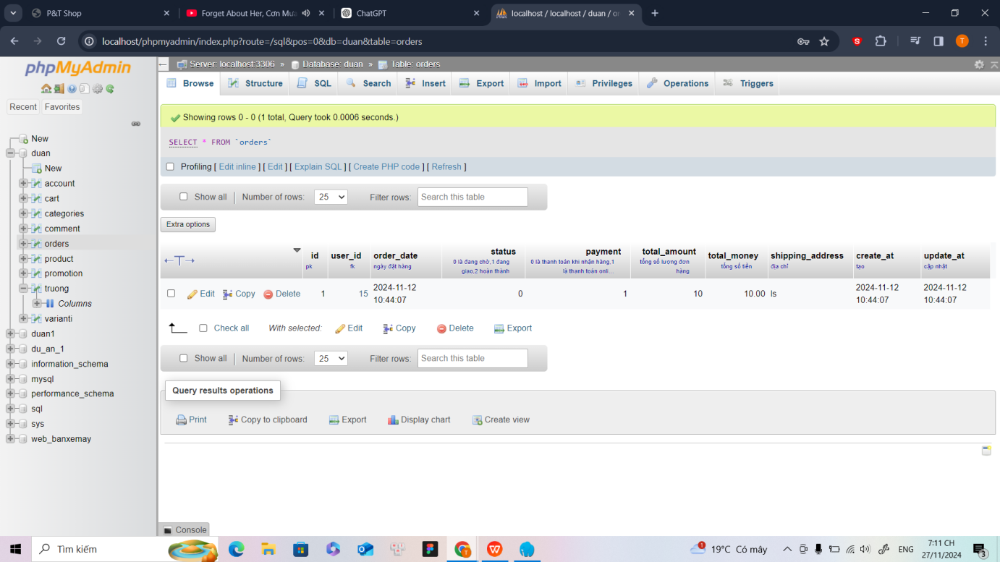 P&T Shop
Forget About Her, Cơn Mưa
ChatGPT
localhost / localhost / duan / or
localhost/phpmyadmin/index.php?route=/sql&pos=0&db=duan&table=orders
S
T
phpMyAdmin
Recent
Favorites
New
duan
New
account
cart
categories
comment
orders
product
promotion
truong
Columns
varianti
duan1
du_an_1
information_schema
mysql
performance_schema
sql
sys
web_banxemay
Server: localhost:3306 » Database: duan » Table: orders
Browse Structure SQL Search Insert Export Import Privileges Operations Triggers
Showing rows 0 - 0 (1 total, Query took 0.0006 seconds.)
SELECT * FROM `orders`
Profiling [ Edit inline ] [ Edit ] [ Explain SQL ] [ Create PHP code ] [ Refresh ]
Show all Number of rows: 25 Filter rows: Search this table
Extra options
←T→
id
pk
user_id
fk
order_date
ngày đặt hàng
status
0 là đang chờ,1 đang
giao,2 hoàn thành
payment
0 là thanh toán khi nhận hàng,1
là thanh toán onli...
total_amount
tổng số lượng đơn
hàng
total_money
tổng số tiền
shipping_address
địa chỉ
create_at
tạo
update_at
cập nhật
Edit Copy Delete 1 15
2024-11-12
10:44:07
0 1 10 10.00 ls
2024-11-12
10:44:07
2024-11-12
10:44:07
Check all With selected: Edit Copy Delete Export
Show all Number of rows: 25 Filter rows: Search this table
Query results operations
Print Copy to clipboard Export Display chart Create view
Console
Tìm kiếm
1
19°C Có mây
ENG
7:11 CH
27/11/2024
3